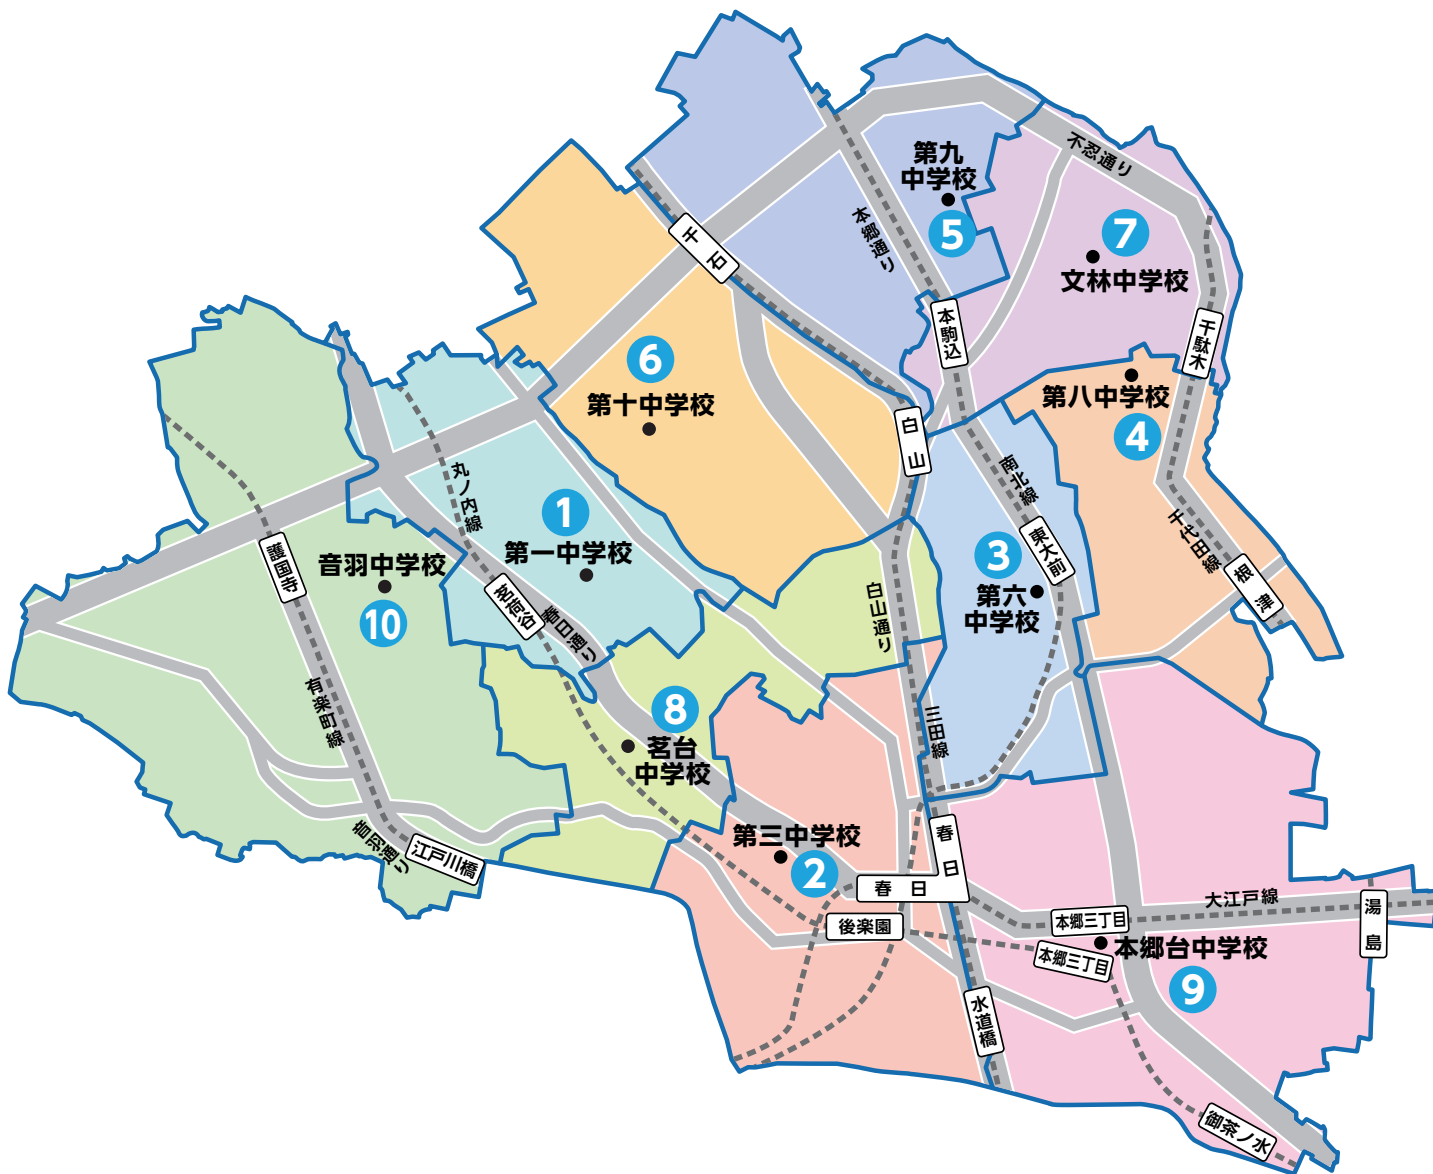 第九
中学校
5
不忍通り
7
文林中学校
本郷通り
千石
本駒込
千駄木
6
第十中学校
第八中学校
4
白山
南北線
丸ノ内線
1
第一中学校
護国寺
音羽中学校
10
茗荷谷
春日通り
東大前
3
第六
中学校
千代田線
根津
白山通り
有楽町線
8
茗台
中学校
三田線
音羽通り
江戸川橋
第三中学校
2
春日
春日
後楽園
本郷三丁目
大江戸線
湯島
本郷三丁目
本郷台中学校
9
水道橋
御茶ノ水